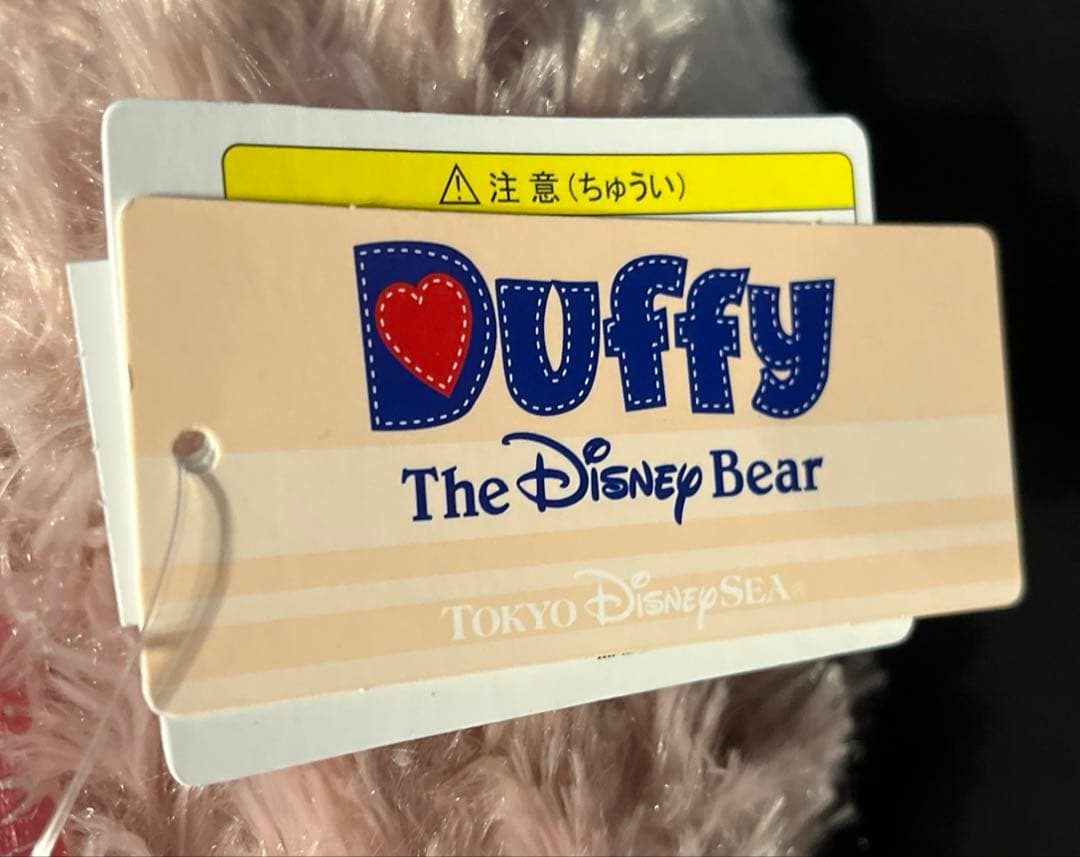 ⚠注意(ちゅうい)
Duffy
The Disney Bear
TOKYO DISNEYSEA®